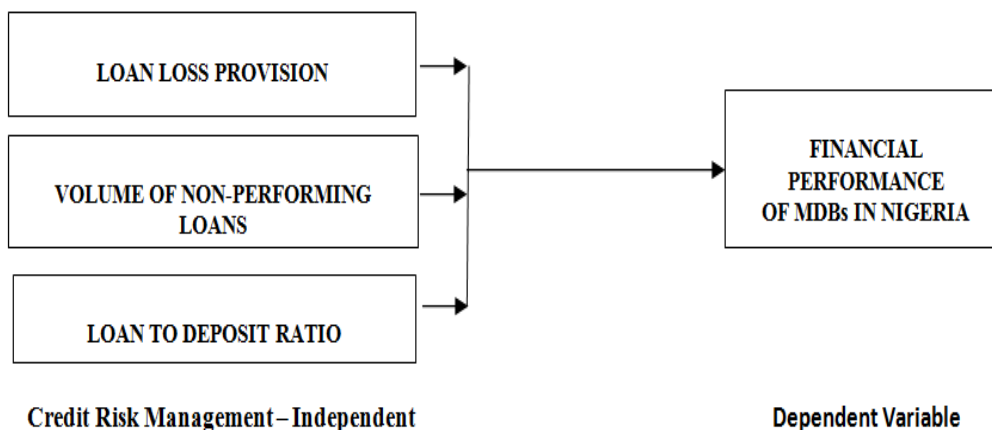 LOAN LOSS PROVISION
VOLUME OF NON-PERFORMING
LOANS
LOAN TO DEPOSIT RATIO
FINANCIAL
PERFORMANCE
OF MDBs IN NIGERIA
Credit Risk Management – Independent
Dependent Variable